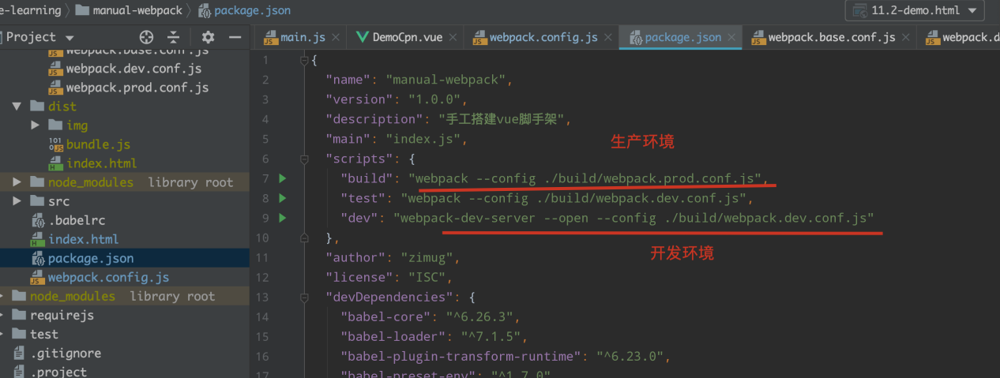 e-learning manual-webpack package.json 11.2-demo.html
Project main.js DemoCpn.vue webpack.config.js package.json webpack.base.conf.js webpack.d
webpack.base.conf.js
webpack.dev.conf.js
webpack.prod.conf.js
dist
img
bundle.js
index.html
node_modules library root
src
.babelrc
index.html
package.json
webpack.config.js
node_modules library root
requirejs
test
.gitignore
.project
1 {
2 "name": "manual-webpack",
3 "version": "1.0.0",
4 "description": "手工搭建vue脚手架",
5 "main": "index.js",
生产环境
6 "scripts": {
7 "build": "webpack --config ./build/webpack.prod.conf.js",
8 "test": "webpack --config ./build/webpack.dev.conf.js",
9 "dev": "webpack-dev-server --open --config ./build/webpack.dev.conf.js"
10 },
开发环境
11 "author": "zimug",
12 "license": "ISC",
13 "devDependencies": {
14 "babel-core": "^6.26.3",
15 "babel-loader": "^7.1.5",
16 "babel-plugin-transform-runtime": "^6.23.0",
17 "babel-preset-env": "^1.7.0"